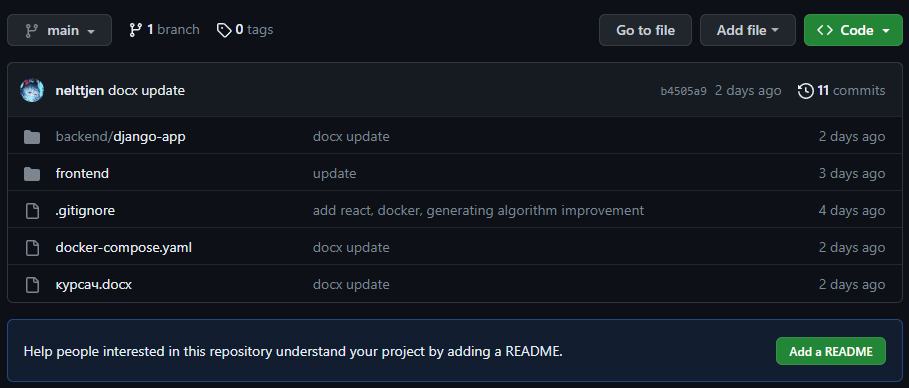 main 1 branch 0 tags Go to file Add file Code
nelttjen docx update b4505a9 2 days ago 11 commits
backend/django-app docx update 2 days ago
frontend update 3 days ago
.gitignore add react, docker, generating algorithm improvement 4 days ago
docker-compose.yaml docx update 2 days ago
курсач.docx docx update 2 days ago
Help people interested in this repository understand your project by adding a README. Add a README